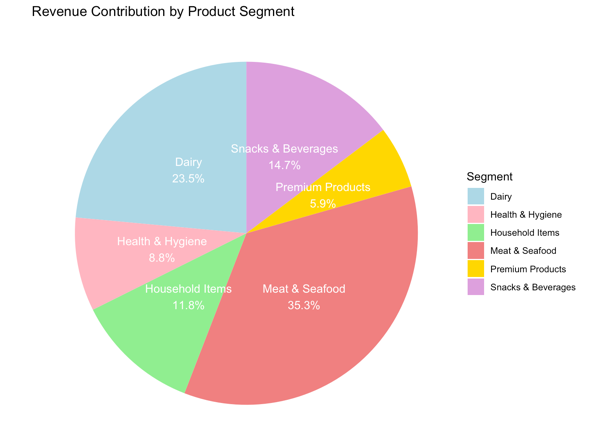 Revenue Contribution by Product Segment
Snacks & Beverages
14.7%
Dairy
23.5%
Premium Products
5.9%
Health & Hygiene
8.8%
Household Items
11.8%
Meat & Seafood
35.3%
Segment
Dairy
Health & Hygiene
Household Items
Meat & Seafood
Premium Products
Snacks & Beverages